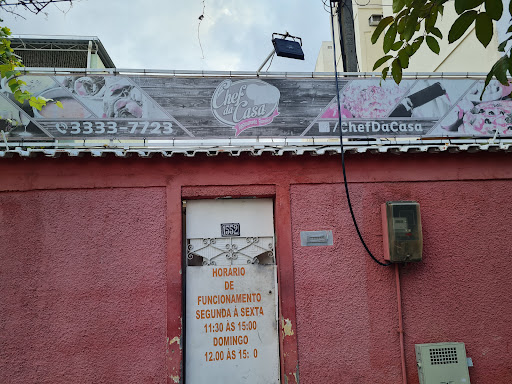 Chef
da
Casa
3333-7723
/ChefDaCasa
HORÁRIO
DE
FUNCIONAMENTO
SEGUNDA À SEXTA
11:30 ÀS 15:00
DOMINGO
12.00 ÀS 15: 0